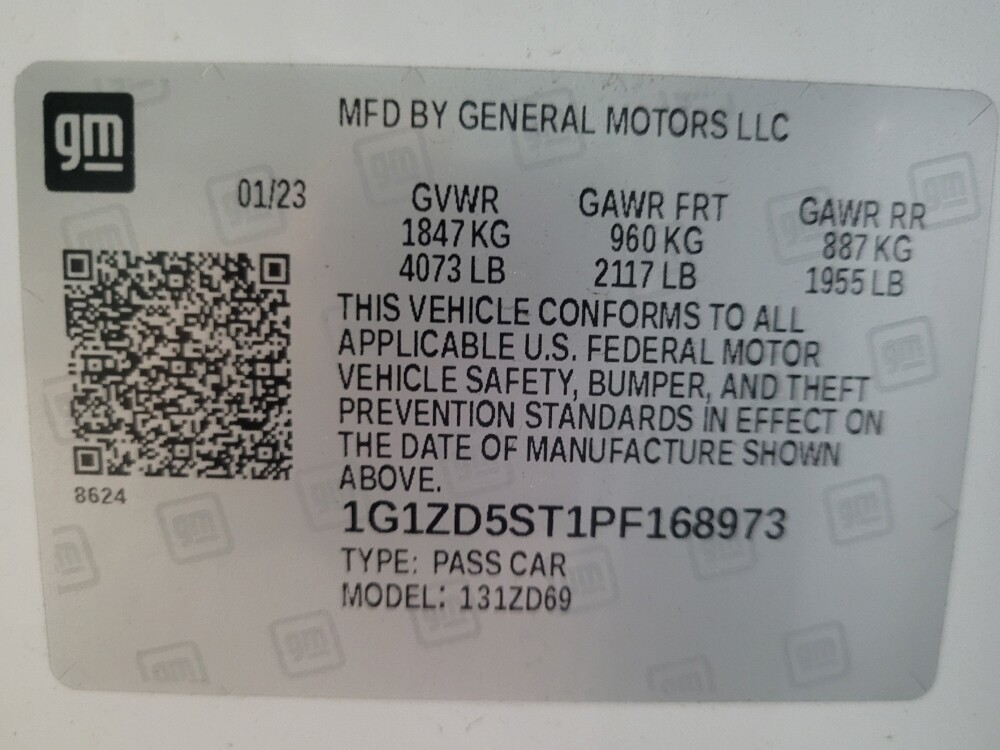 gm
MFD BY GENERAL MOTORS LLC
01/23
GVWR
1847 KG
4073 LB
GAWR FRT
960 KG
2117 LB
GAWR RR
887 KG
1955 LB
THIS VEHICLE CONFORMS TO ALL
APPLICABLE U.S. FEDERAL MOTOR
VEHICLE SAFETY, BUMPER, AND THEFT
PREVENTION STANDARDS IN EFFECT ON
THE DATE OF MANUFACTURE SHOWN
ABOVE.
8624
1G1ZD5ST1PF168973
TYPE: PASS CAR
MODEL: 131ZD69